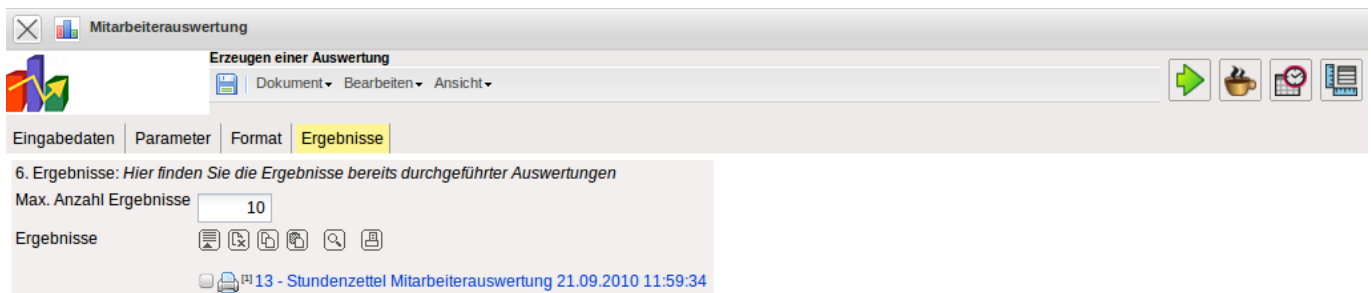 Mitarbeiterauswertung
Erzeugen einer Auswertung
Dokument Bearbeiten Ansicht
Eingabedaten Parameter Format Ergebnisse
6. Ergebnisse: Hier finden Sie die Ergebnisse bereits durchgeführter Auswertungen
Max. Anzahl Ergebnisse 10
Ergebnisse
[1] 13 - Stundenzettel Mitarbeiterauswertung 21.09.2010 11:59:34